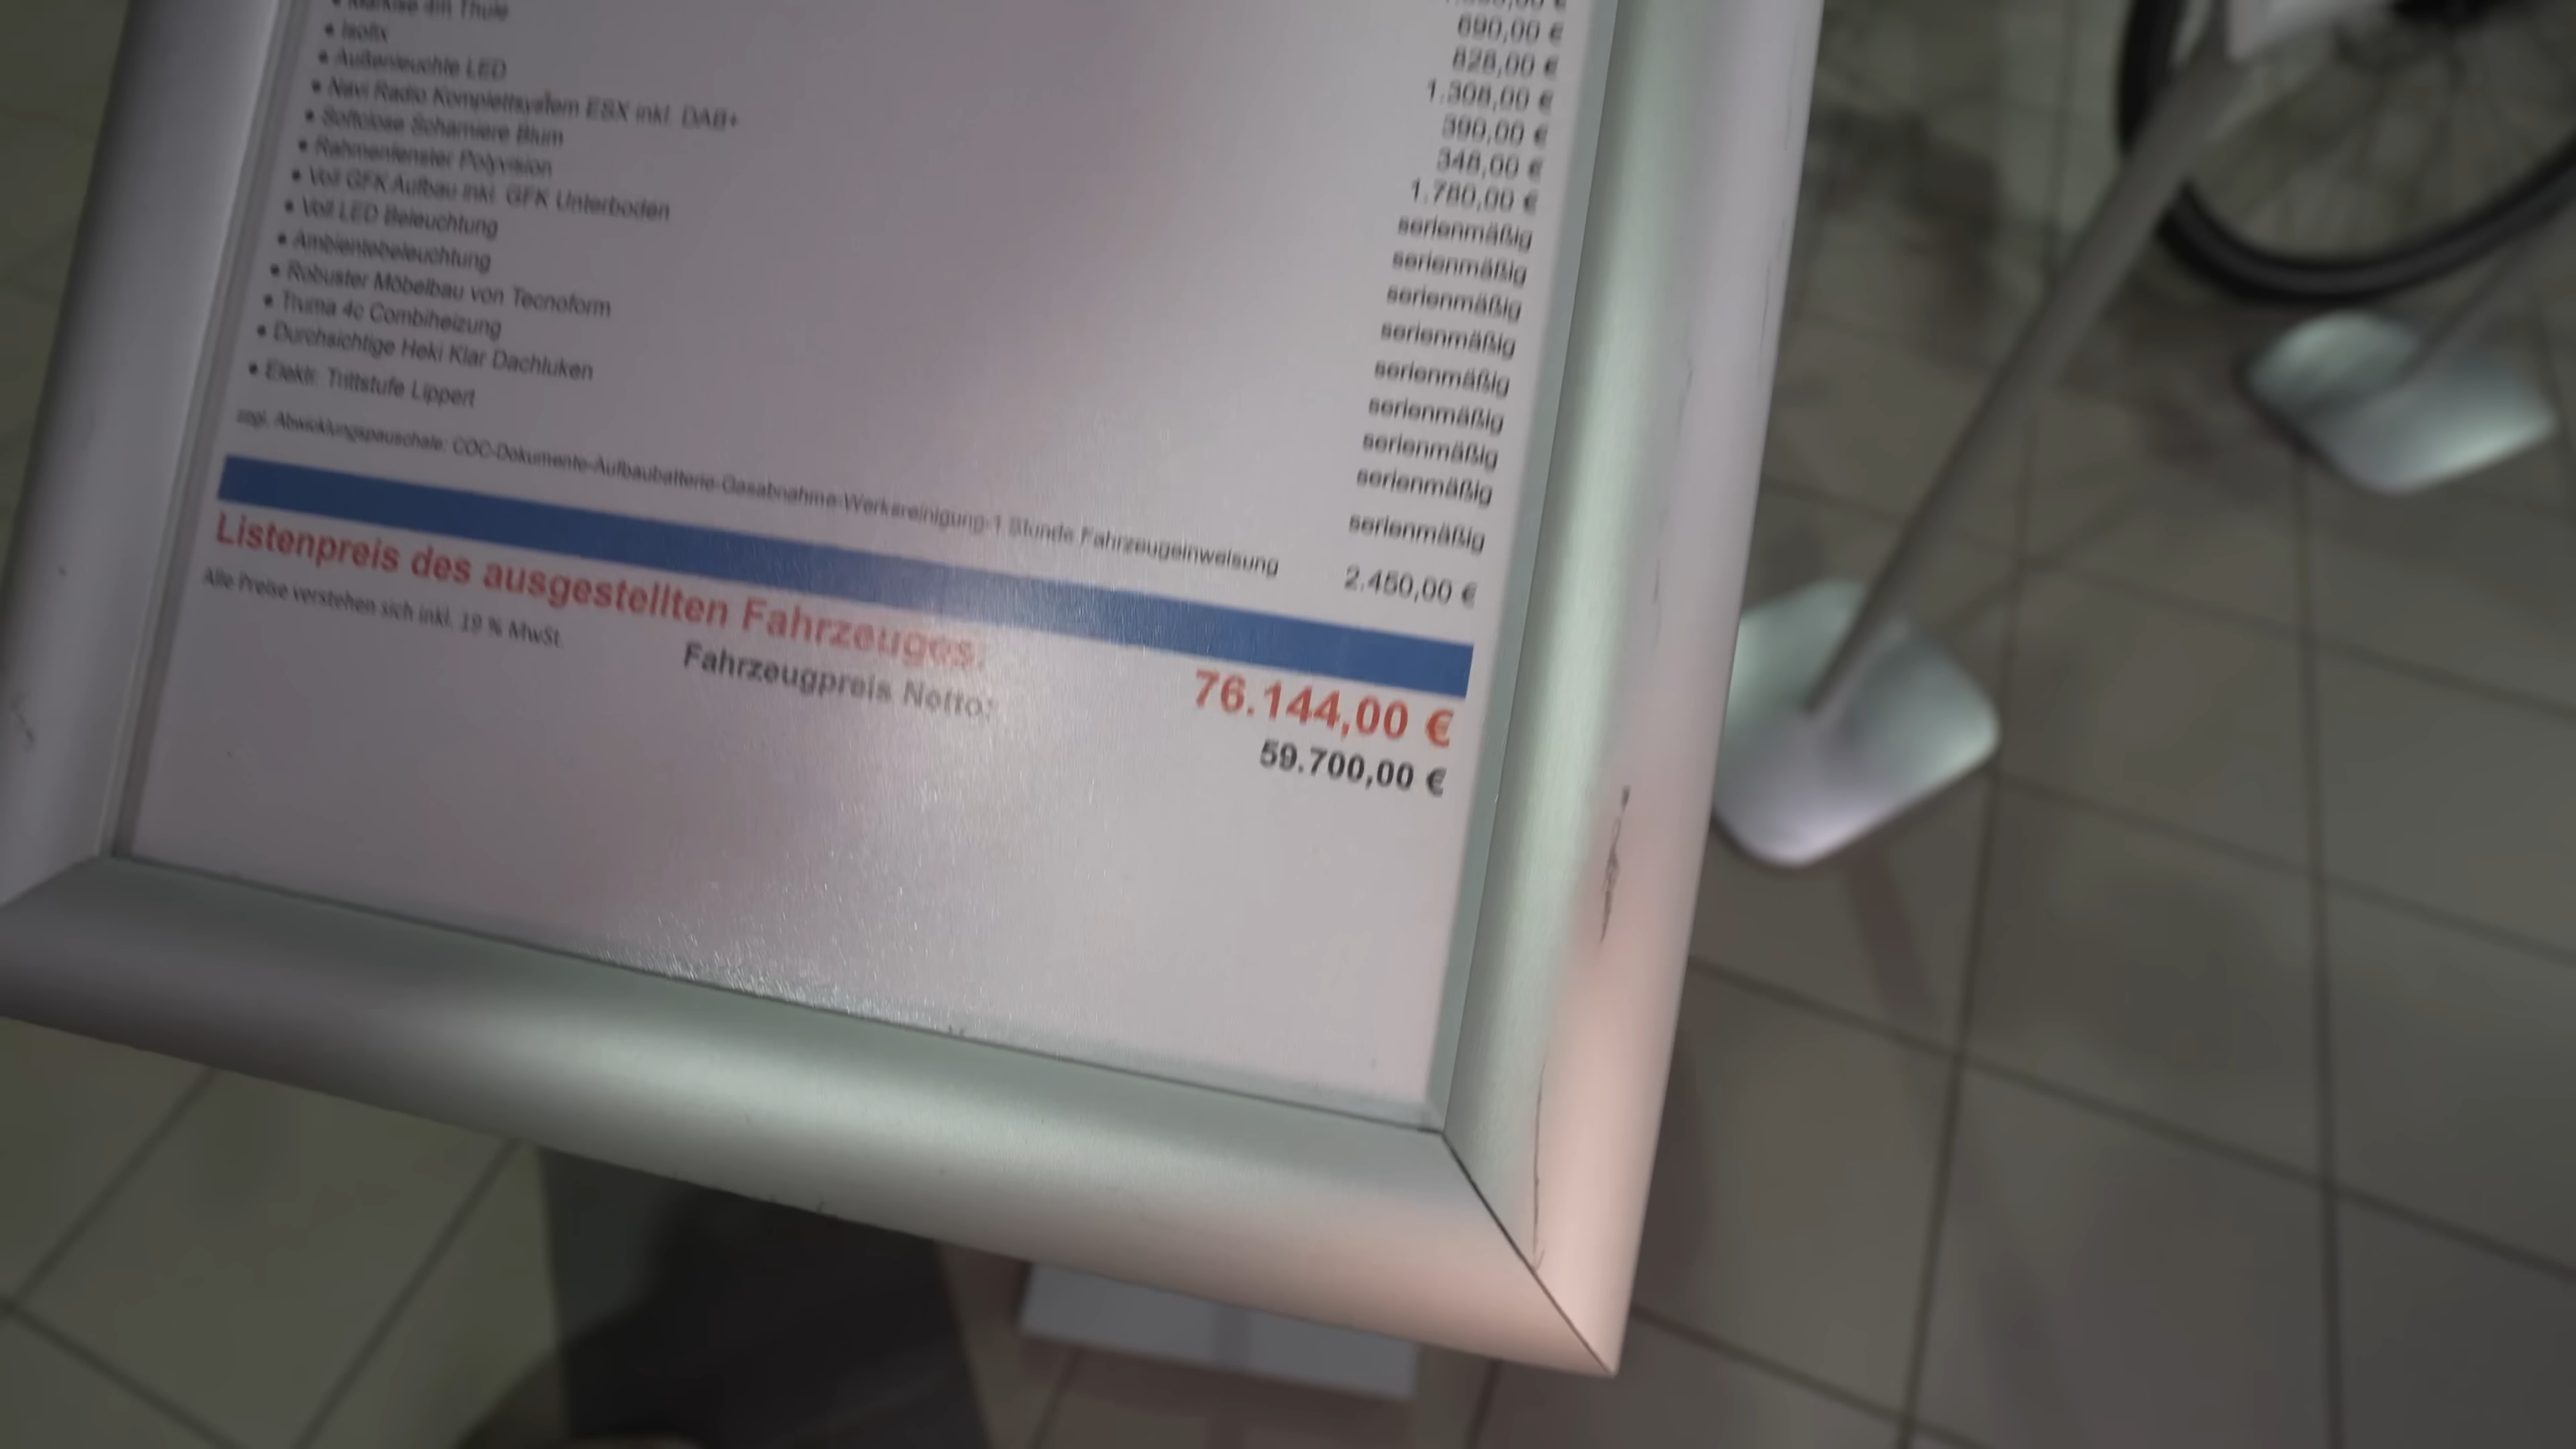 Markise 4m Thule
690,00 €
• Isofix 828,00 €
• Außenleuchte LED 1.308,00 €
• Navi Radio Komplettsystem ESX inkl. DAB+ 390,00 €
• Softclose Scharniere Blum 348,00 €
• Rahmenfenster Polyvision 1.780,00 €
• Voll GFK Aufbau inkl. GFK Unterboden serienmäßig
• Voll LED Beleuchtung serienmäßig
• Ambientebeleuchtung serienmäßig
• Robuster Möbelbau von Tecnoform serienmäßig
• Truma 4c Combiheizung serienmäßig
• Durchsichtige Heki Klar Dachluken serienmäßig
• Elektr. Trittstufe Lippert serienmäßig
serienmäßig
serienmäßig
zzgl. Abwicklungspauschale: COC-Dokumente-Aufbaubatterie-Gasabnahme-Werksreinigung-1 Stunde Fahrzeugeinweisung 2.450,00 €
Listenpreis des ausgestellten Fahrzeuges: 76.144,00 €
Alle Preise verstehen sich inkl. 19 % MwSt.
Fahrzeugpreis Netto: 59.700,00 €